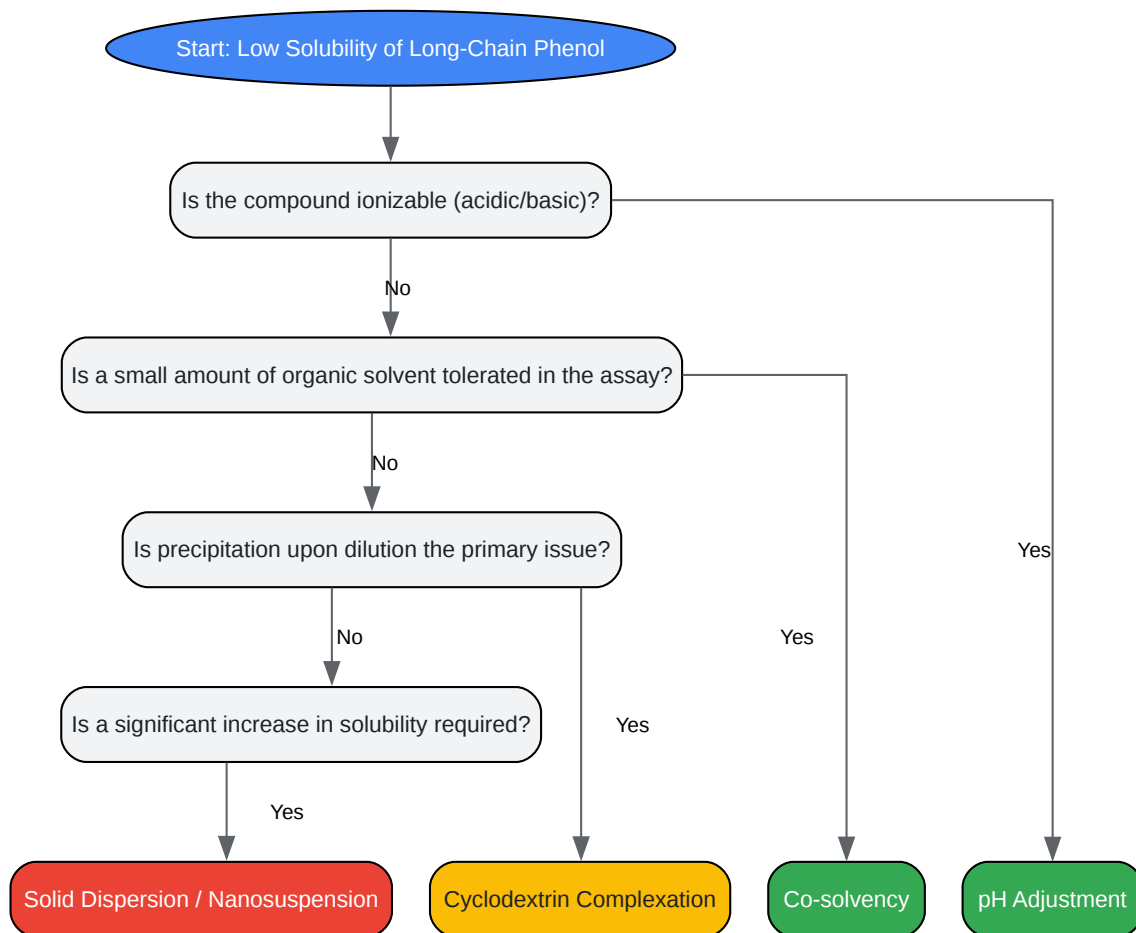 Start: Low Solubility of Long-Chain Phenol
Is the compound ionizable (acidic/basic)?
No
Is a small amount of organic solvent tolerated in the assay?
No
Is precipitation upon dilution the primary issue?
Yes
No
Yes
Is a significant increase in solubility required?
Yes
Yes
Solid Dispersion / Nanosuspension
Cyclodextrin Complexation
Co-solvency
pH Adjustment